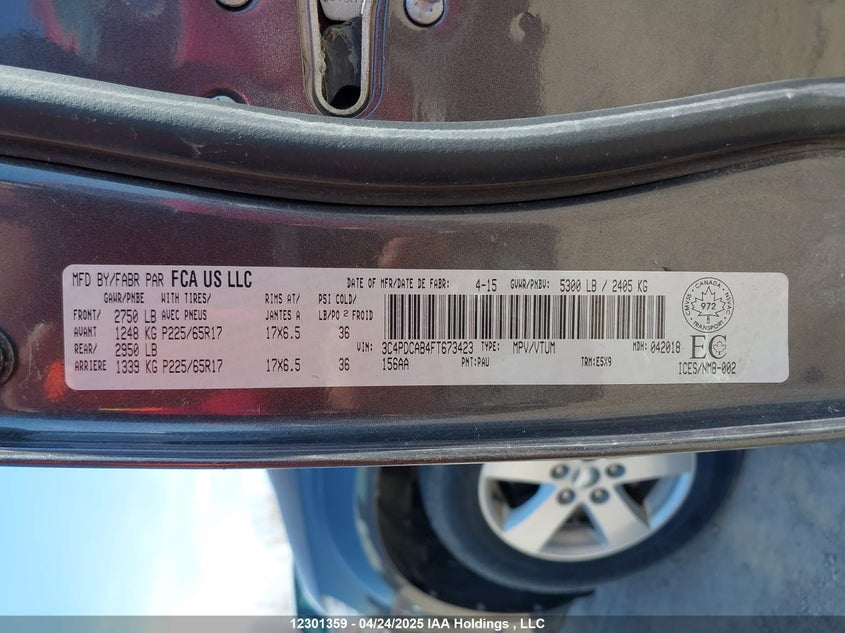 MFD BY/FABR PAR FCA US LLC DATE OF MFR/DATE DE FABR: 4-15 GVWR/PNBV: 5300 LB / 2405 KG
GAWR/PNBE WITH TIRES/ RIMS AT/ PSI COLD/
FRONT/ 2750 LB AVEC PNEUS JANTES A LB/PO 2 FROID
AVANT 1248 KG P225/65R17 17X6.5 36
REAR/ 2950 LB
VIN: 3C4PDCAB4FT673423 TYPE: MPV/VTUM MDH: 042018
ARRIERE 1339 KG P225/65R17 17X6.5 36 156AA PNT: PAU TRM: E5X9
CANADA
972
TRANSPORT
EC
ICES/NMB-002
12301359 - 04/24/2025 IAA Holdings , LLC